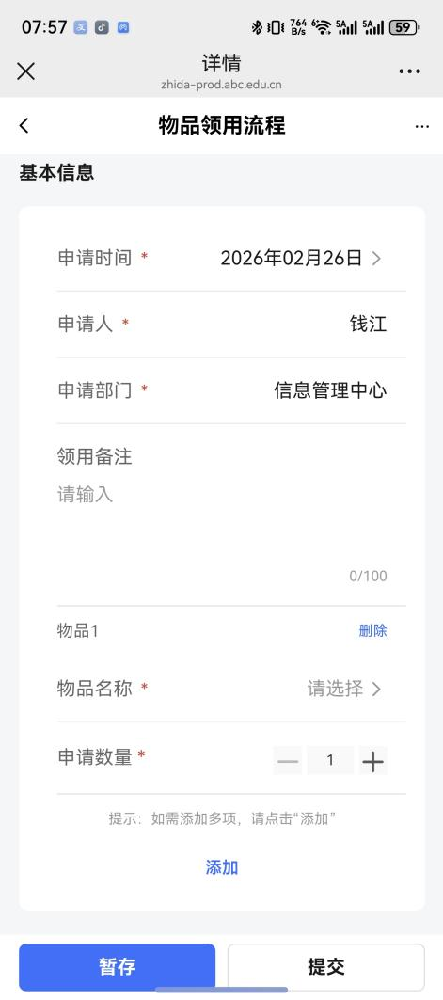 07:57 764 B/s 6 5A 5A 59
详情
zhida-prod.abc.edu.cn
物品领用流程
基本信息
申请时间 * 2026年02月26日
申请人 * 钱江
申请部门 * 信息管理中心
领用备注
请输入
0/100
物品1 删除
物品名称 * 请选择
申请数量 * 1
提示：如需添加多项，请点击“添加”
添加
暂存 提交